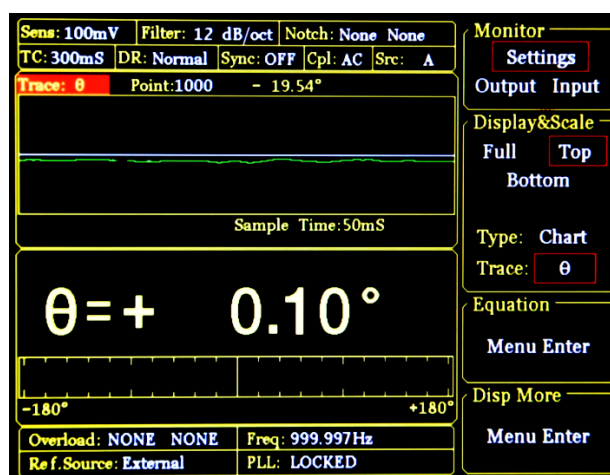 Sens: 100mV Filter: 12 dB/oct Notch: None None
TC: 300mS DR: Normal Sync: OFF Cpl: AC Src: A
Trace: θ Point:1000 - 19.54°
Sample Time:50mS
θ=+ 0.10°
-180° +180°
Overload: NONE NONE Freq: 999.997Hz
Ref.Source: External PLL: LOCKED
Monitor
Settings
Output Input
Display&Scale
Full Top
Bottom
Type: Chart
Trace: θ
Equation
Menu Enter
Disp More
Menu Enter